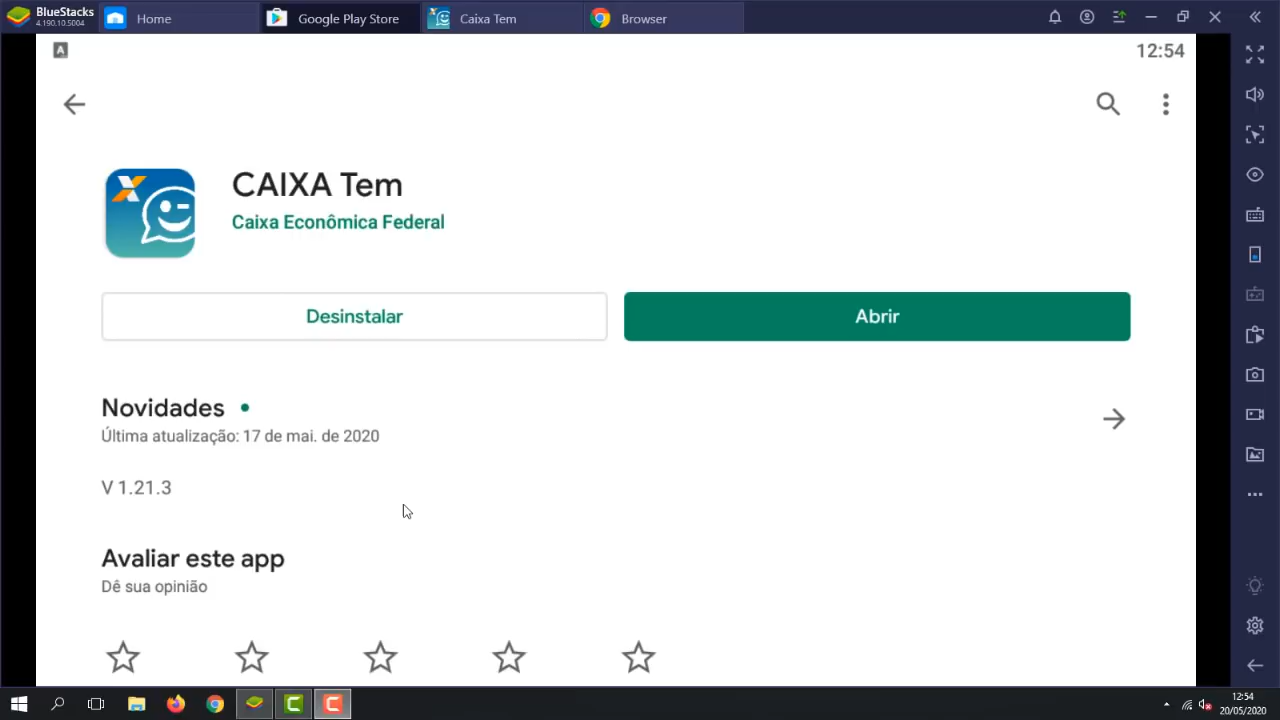 BlueStacks
4.190.10.5004
Home
Google Play Store
Caixa Tem
Browser
A
12:54
CAIXA Tem
Caixa Econômica Federal
Desinstalar
Abrir
Novidades
Última atualização: 17 de mai. de 2020
V 1.21.3
Avaliar este app
Dê sua opinião
12:54
20/05/2020